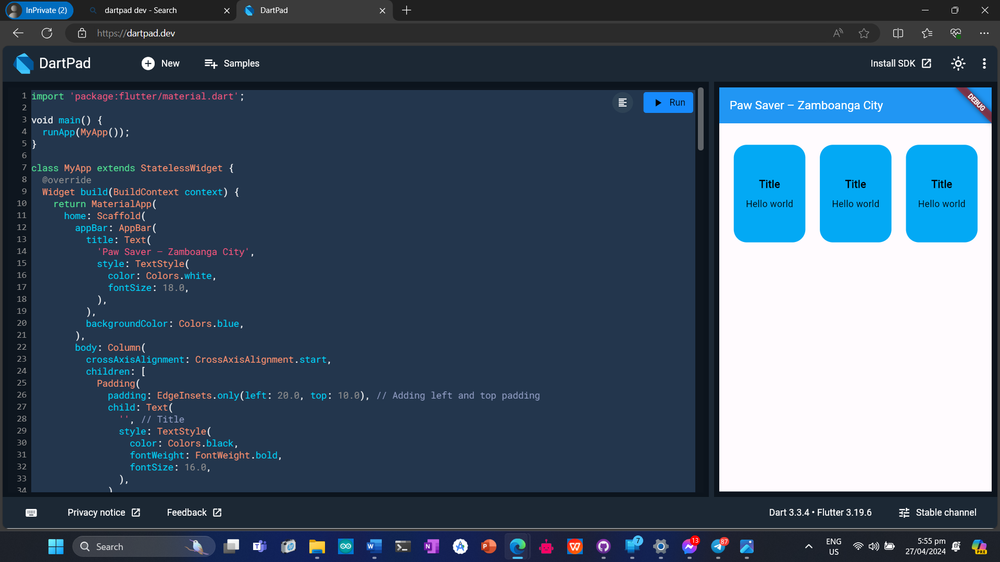 InPrivate (2)
dartpad dev - Search
DartPad
https://dartpad.dev
DartPad
New
Samples
Install SDK
1 import 'package:flutter/material.dart';
2
3 void main() {
4 runApp(MyApp());
5 }
6
7 class MyApp extends StatelessWidget {
8 @override
9 Widget build(BuildContext context) {
10 return MaterialApp(
11 home: Scaffold(
12 appBar: AppBar(
13 title: Text(
14 'Paw Saver – Zamboanga City',
15 style: TextStyle(
16 color: Colors.white,
17 fontSize: 18.0,
18 ),
19 ),
20 backgroundColor: Colors.blue,
21 ),
22 body: Column(
23 crossAxisAlignment: CrossAxisAlignment.start,
24 children: [
25 Padding(
26 padding: EdgeInsets.only(left: 20.0, top: 10.0), // Adding left and top padding
27 child: Text(
28 '', // Title
29 style: TextStyle(
30 color: Colors.black,
31 fontWeight: FontWeight.bold,
32 fontSize: 16.0,
33 ),
34 )
Run
Paw Saver – Zamboanga City
DEBUG
Title
Hello world
Title
Hello world
Title
Hello world
Privacy notice
Feedback
Dart 3.3.4 • Flutter 3.19.6
Stable channel
Search
7
13
87
ENG
US
5:55 pm
27/04/2024
PRE